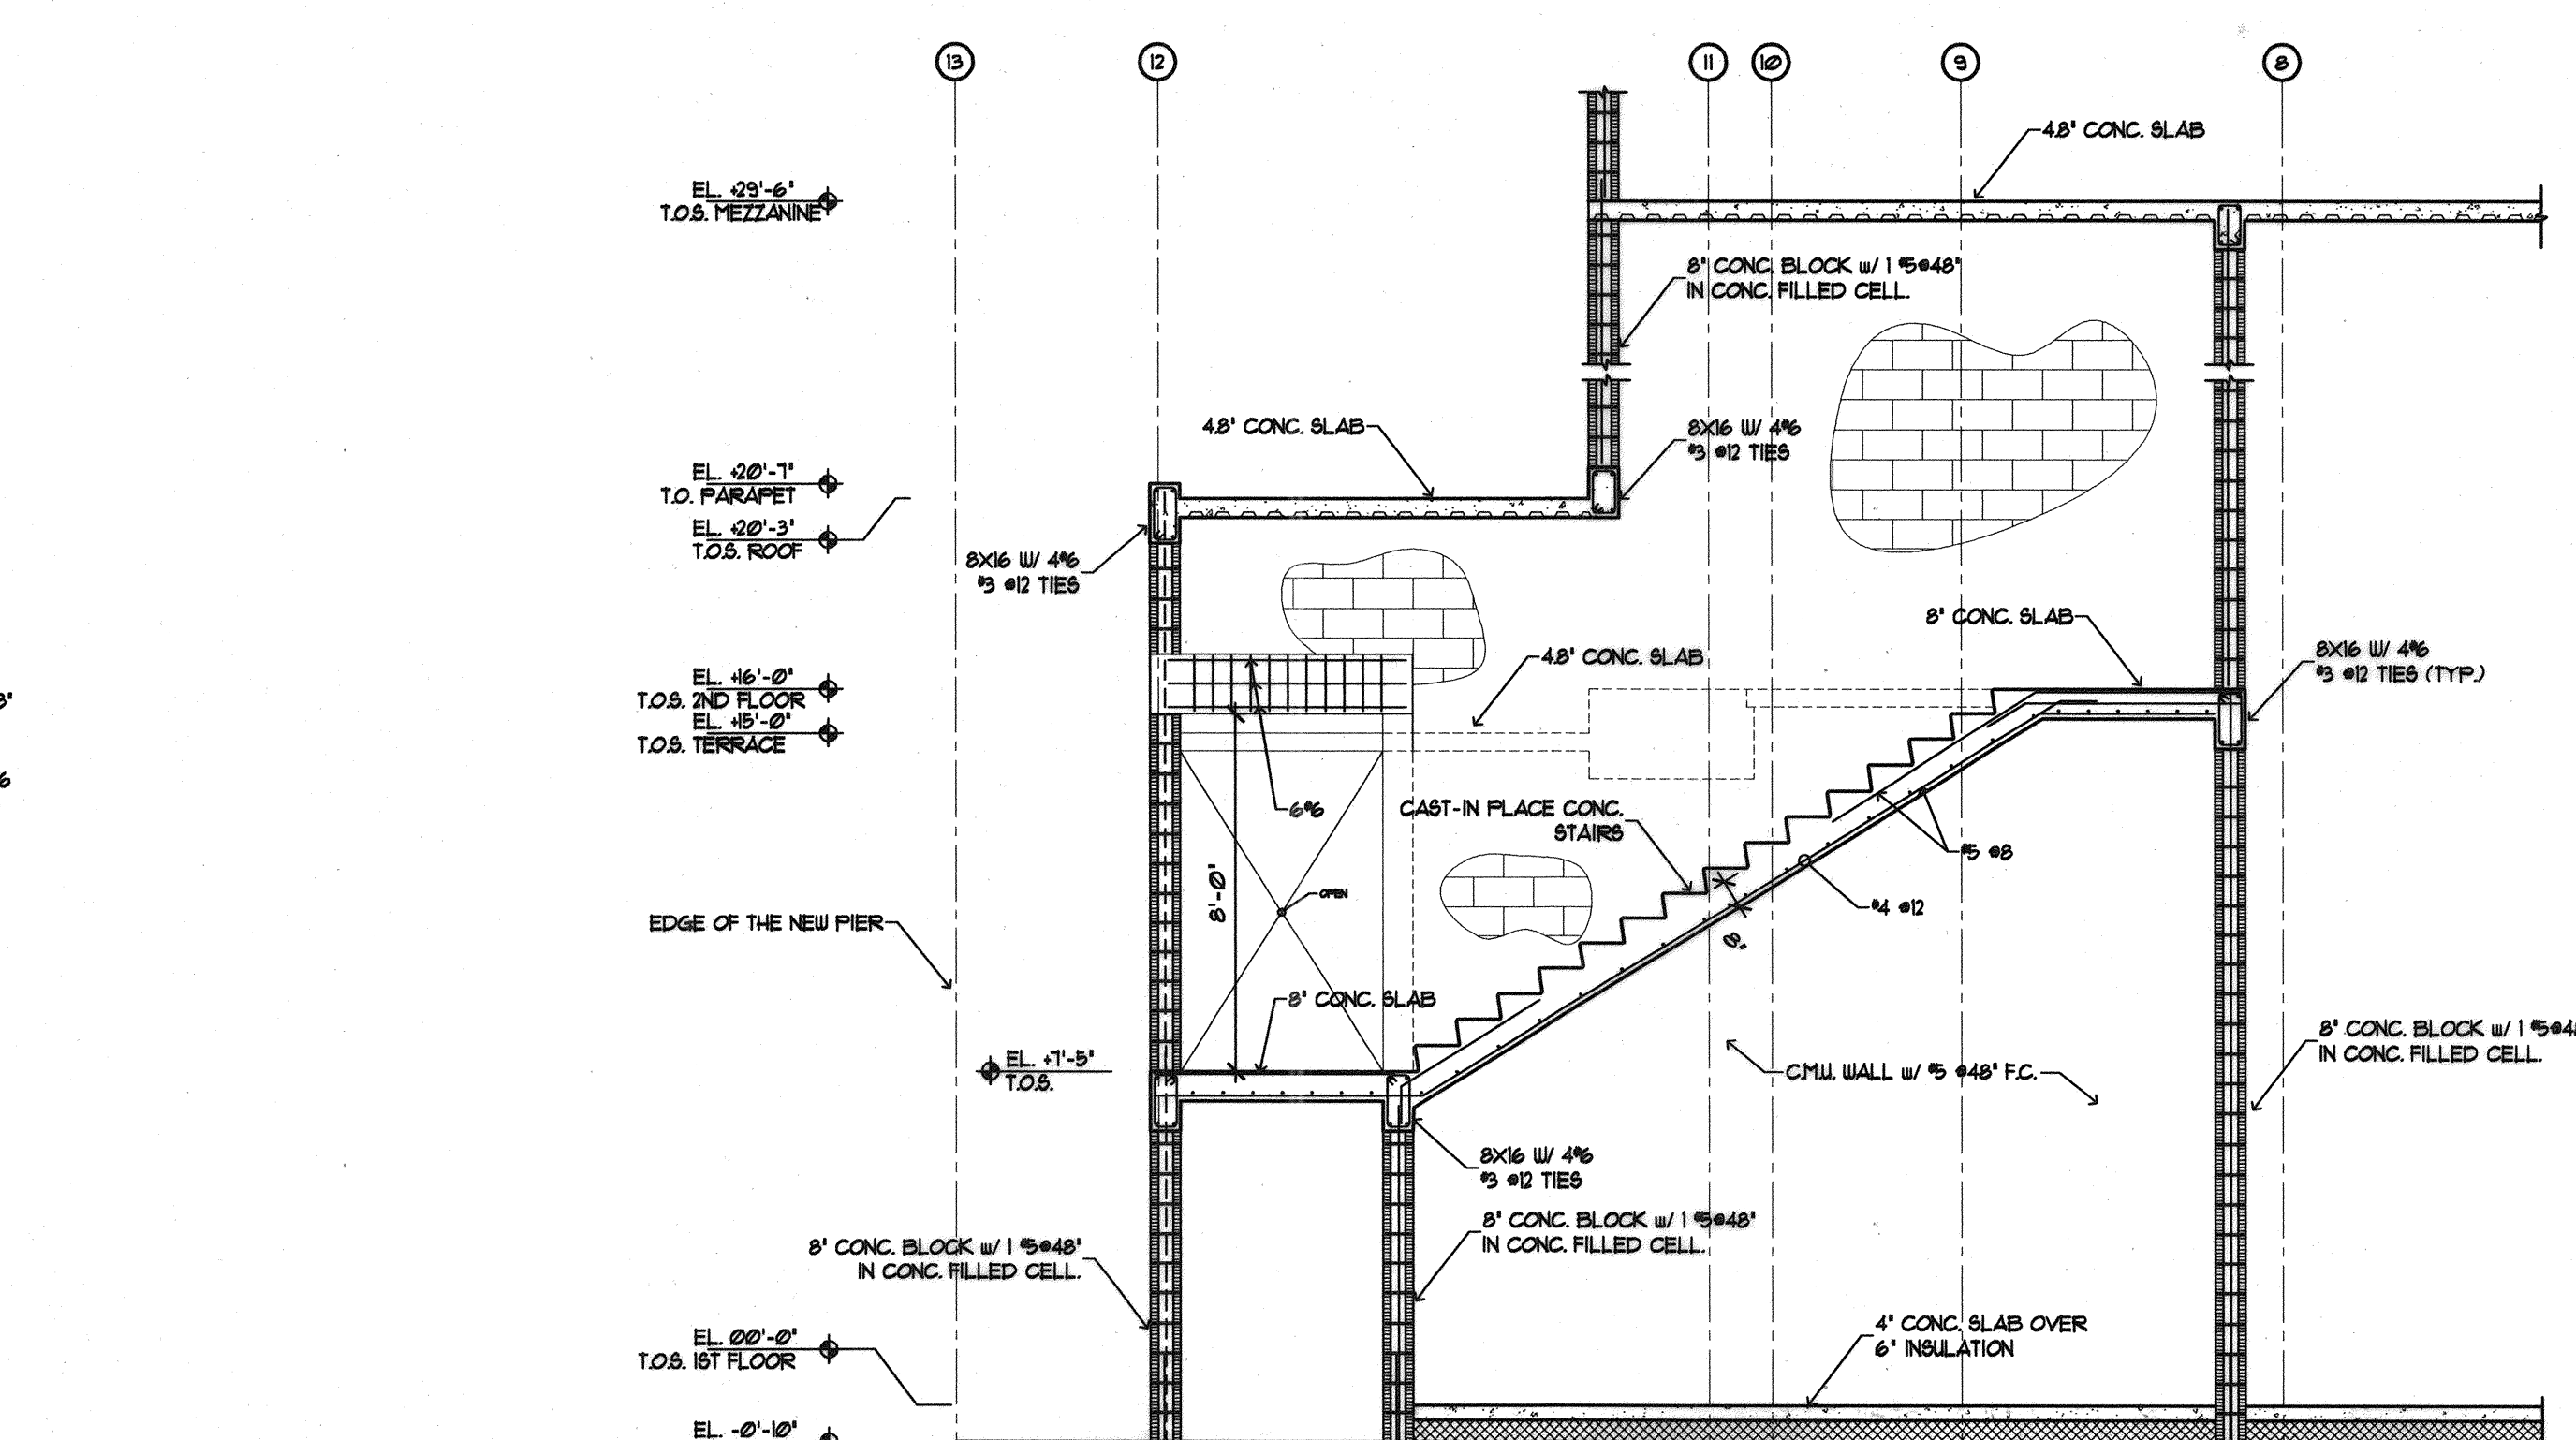 13
12
11
10
9
8
4.8" CONC. SLAB
EL. +29'-6"
T.O.S. MEZZANINE
8" CONC. BLOCK w/ 1 #5@48"
IN CONC. FILLED CELL.
4.8" CONC. SLAB
8X16 W/ 4#6
#3 @12 TIES
EL. +20'-7"
T.O. PARAPET
EL. +20'-3"
T.O.S. ROOF
8X16 W/ 4#6
#3 @12 TIES
8" CONC. SLAB
4.8" CONC. SLAB
8X16 W/ 4#6
#3 @12 TIES (TYP.)
EL. +16'-0"
T.O.S. 2ND FLOOR
EL. +15'-0"
T.O.S. TERRACE
6#6
CAST-IN PLACE CONC.
STAIRS
#5 @8
8'-0"
OPEN
#4 @12
8"
EDGE OF THE NEW PIER
8" CONC. SLAB
EL. +7'-5"
T.O.S.
C.M.U. WALL w/ #5 @48" F.C.
8" CONC. BLOCK w/ 1 #5@4
IN CONC. FILLED CELL.
8X16 W/ 4#6
#3 @12 TIES
8" CONC. BLOCK w/ 1 #5@48"
IN CONC. FILLED CELL.
8" CONC. BLOCK w/ 1 #5@48"
IN CONC. FILLED CELL.
EL. 00'-0"
T.O.S. 1ST FLOOR
4" CONC. SLAB OVER
6" INSULATION
EL. -0'-10"